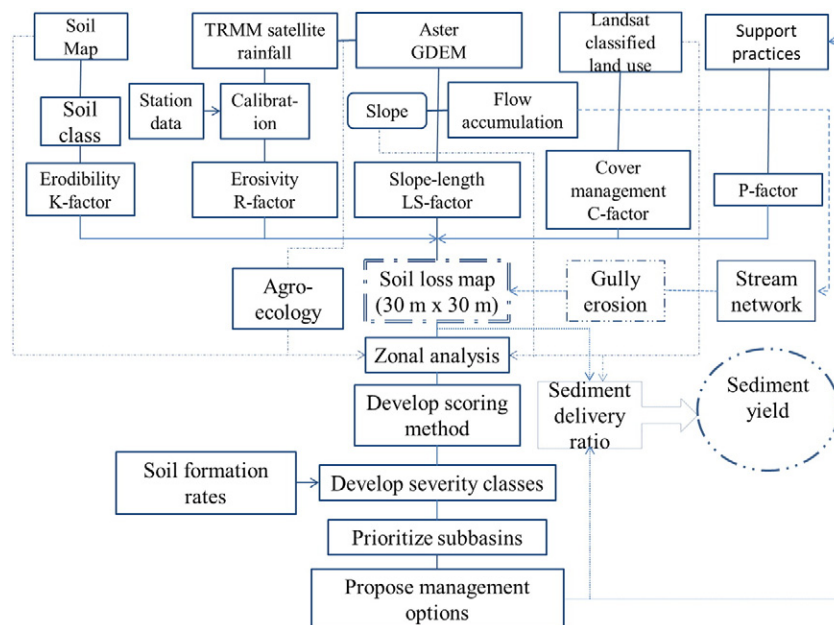 Soil
Map
TRMM satellite
rainfall
Aster
GDEM
Landsat
classified
land use
Support
practices
Soil
class
Station
data
Calibrat-
ion
Slope
Flow
accumulation
Erodibility
K-factor
Erosivity
R-factor
Slope-length
LS-factor
Cover
management
C-factor
P-factor
Agro-
ecology
Soil loss map
(30 m x 30 m)
Gully
erosion
Stream
network
Zonal analysis
Develop scoring
method
Sediment
delivery
ratio
Sediment
yield
Soil formation
rates
Develop severity classes
Prioritize subbasins
Propose management
options